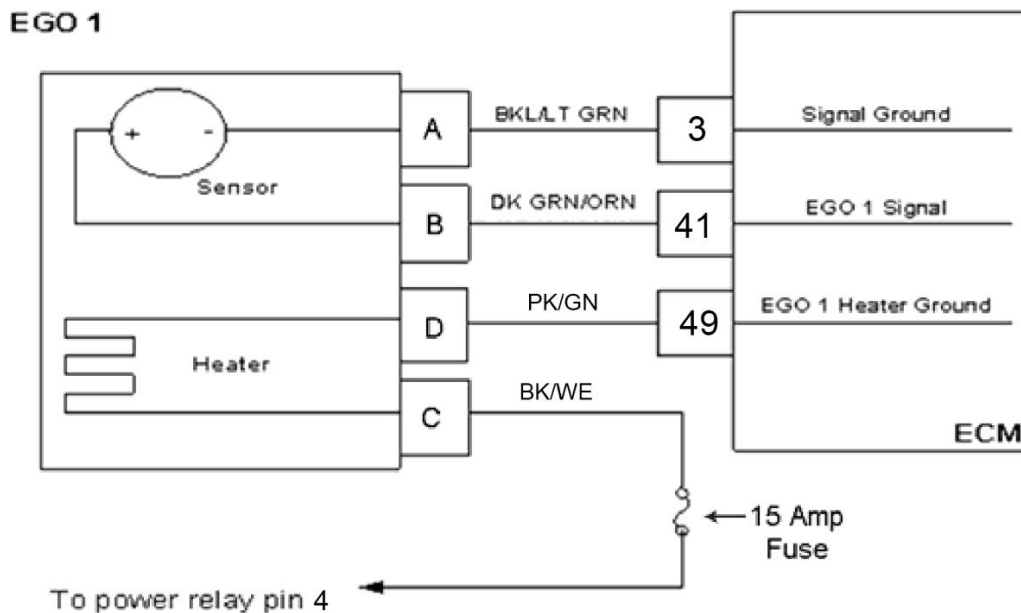 EGO 1
+ -
Sensor
A
BKL/LT GRN
3
Signal Ground
B
DK GRN/ORN
41
EGO 1 Signal
D
PK/GN
49
EGO 1 Heater Ground
Heater
C
BK/WE
ECM
15 Amp
Fuse
To power relay pin 4